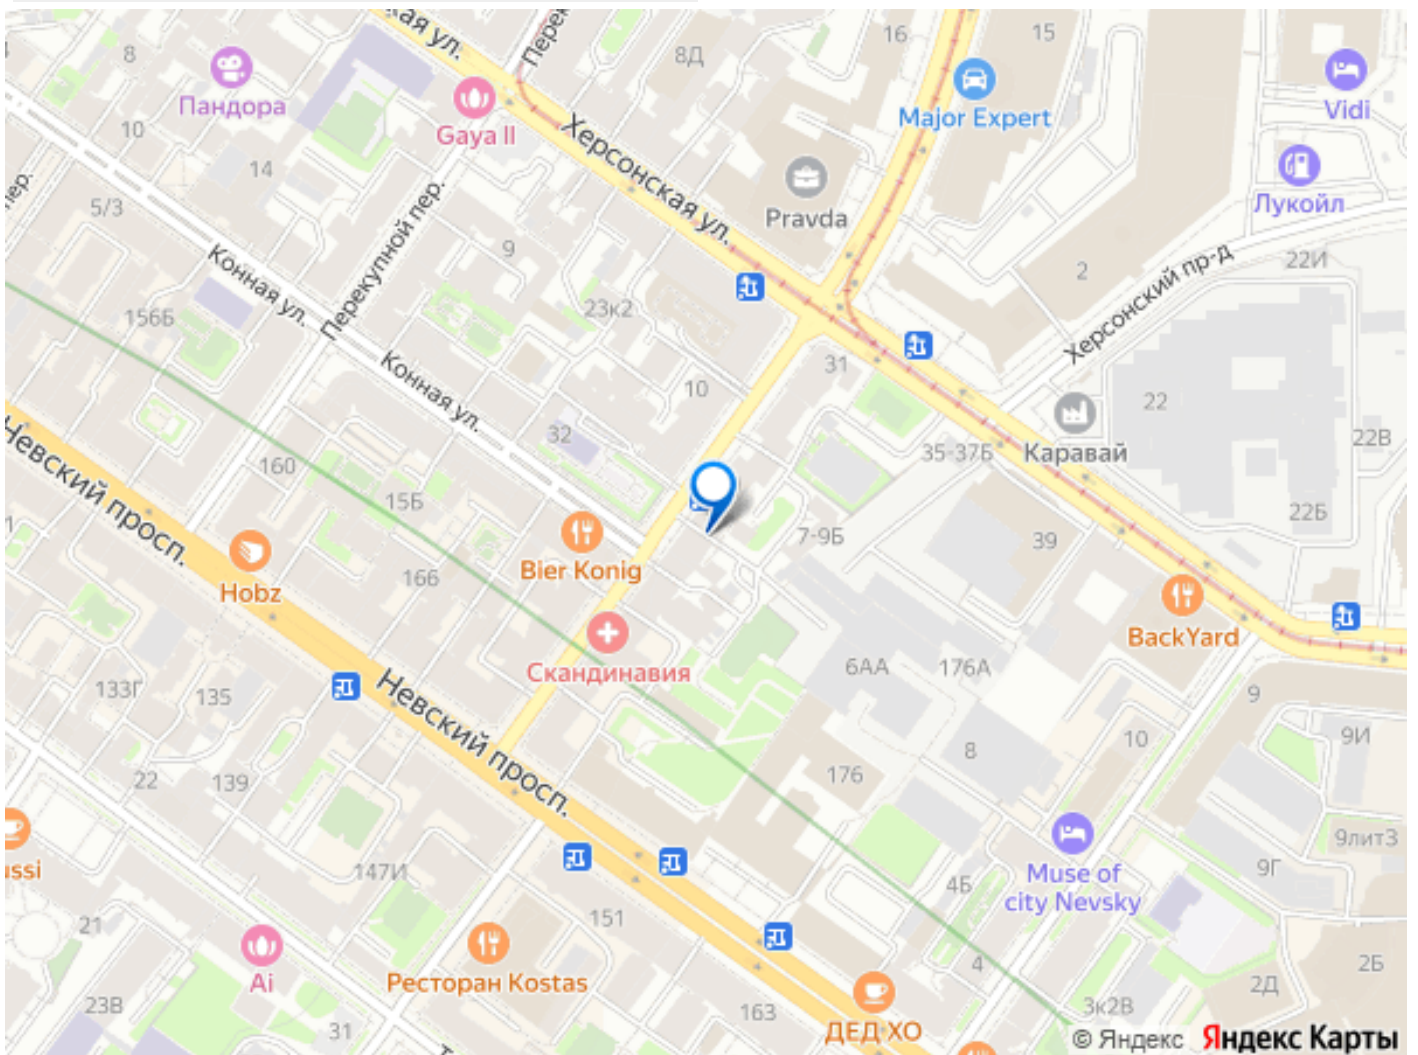 ая ул.
Перек
16
15
8
8Д
Пандора
Gaya II
Major Expert
Vidi
10
14
Херсонская ул.
Pravda
Лукойл
пер.
5/3
Перекупной пер.
9
Конная ул.
2
Херсонский пр-д
22И
156Б
23к2
Конная ул.
31
10
22
Невский просп.
32
35-37Б
Каравай
22В
160
15Б
22Б
7-9Б
39
Hobz
166
Bier Konig
BackYard
Скандинавия
6АА
176А
133Г
135
Невский просп.
9
10
9И
22
139
176
8
ussi
147И
Muse of
city Nevsky
9лит3
9Г
4Б
21
151
Ai
Ресторан Kostas
4
2Б
2Д
23В
31
163
ДЕД ХО
3к2В
© Яндекс
Яндекс Карты